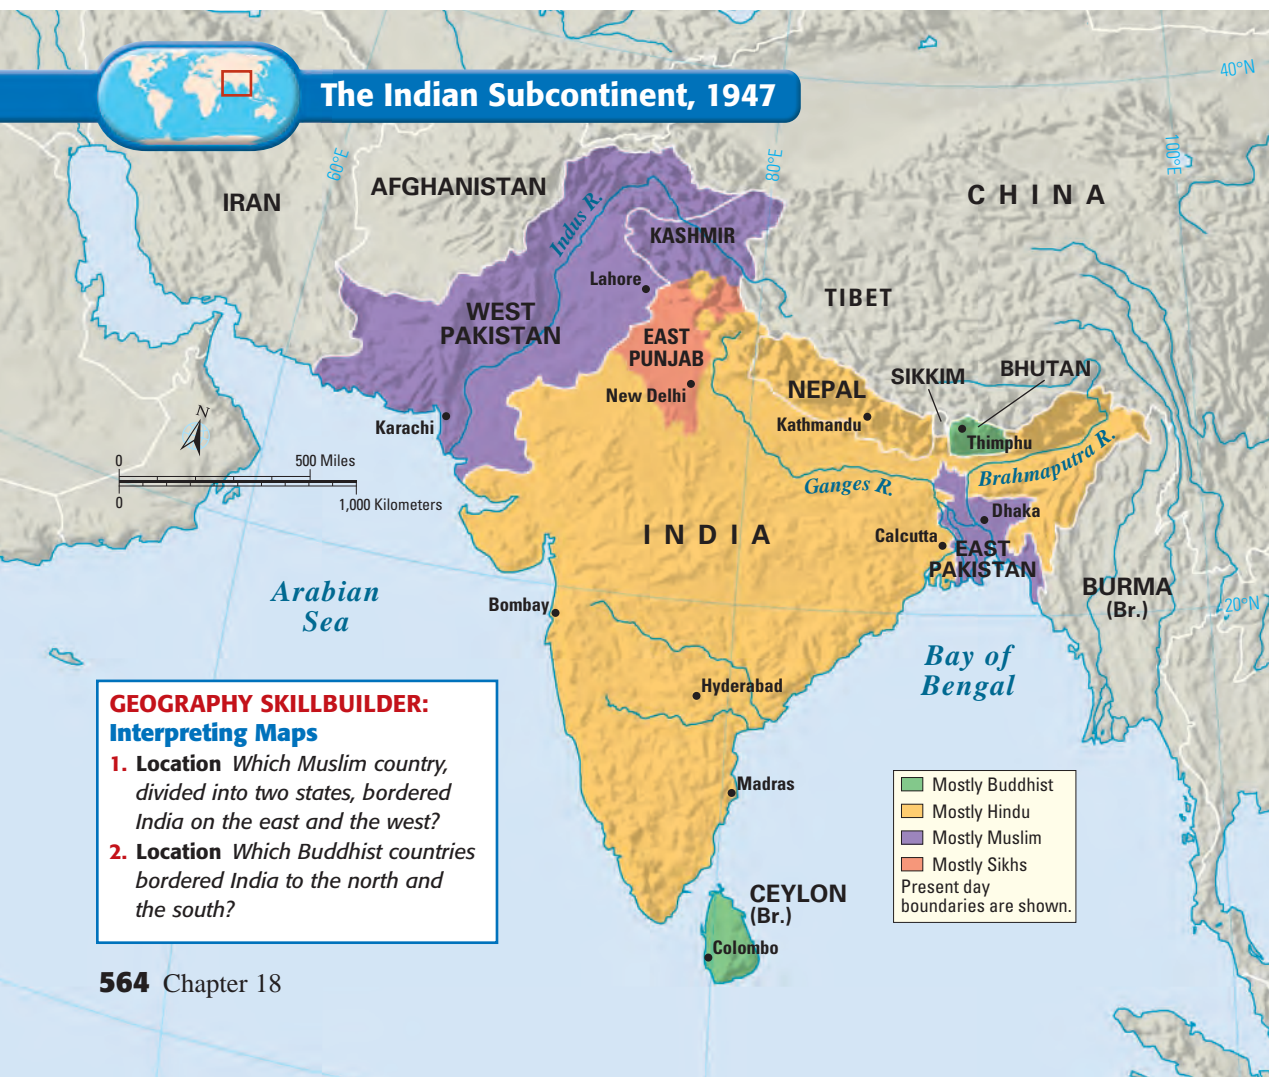 The Indian Subcontinent, 1947
40°N
60°E
80°E
100°E
IRAN
AFGHANISTAN
CHINA
Indus R.
KASHMIR
Lahore
TIBET
WEST
PAKISTAN
EAST
PUNJAB
New Delhi
NEPAL
Kathmandu
SIKKIM
BHUTAN
Thimphu
Karachi
N
0
500 Miles
0
1,000 Kilometers
Ganges R.
Brahmaputra R.
Dhaka
INDIA
Calcutta
EAST
PAKISTAN
BURMA
(Br.)
20°N
Arabian
Sea
Bombay
Bay of
Bengal
Hyderabad
Madras
CEYLON
(Br.)
Colombo
GEOGRAPHY SKILLBUILDER:
Interpreting Maps
1. Location Which Muslim country,
divided into two states, bordered
India on the east and the west?
2. Location Which Buddhist countries
bordered India to the north and
the south?
Mostly Buddhist
Mostly Hindu
Mostly Muslim
Mostly Sikhs
Present day
boundaries are shown.
564 Chapter 18